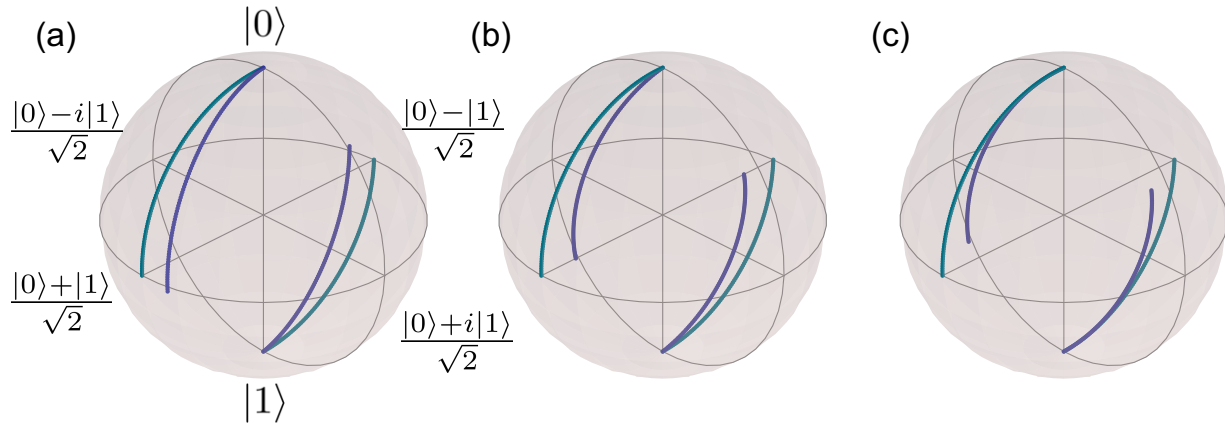 (a)
|0⟩
(b)
(c)
|0⟩−i|1⟩
√2
|0⟩−|1⟩
√2
|0⟩+|1⟩
√2
|0⟩+i|1⟩
√2
|1⟩